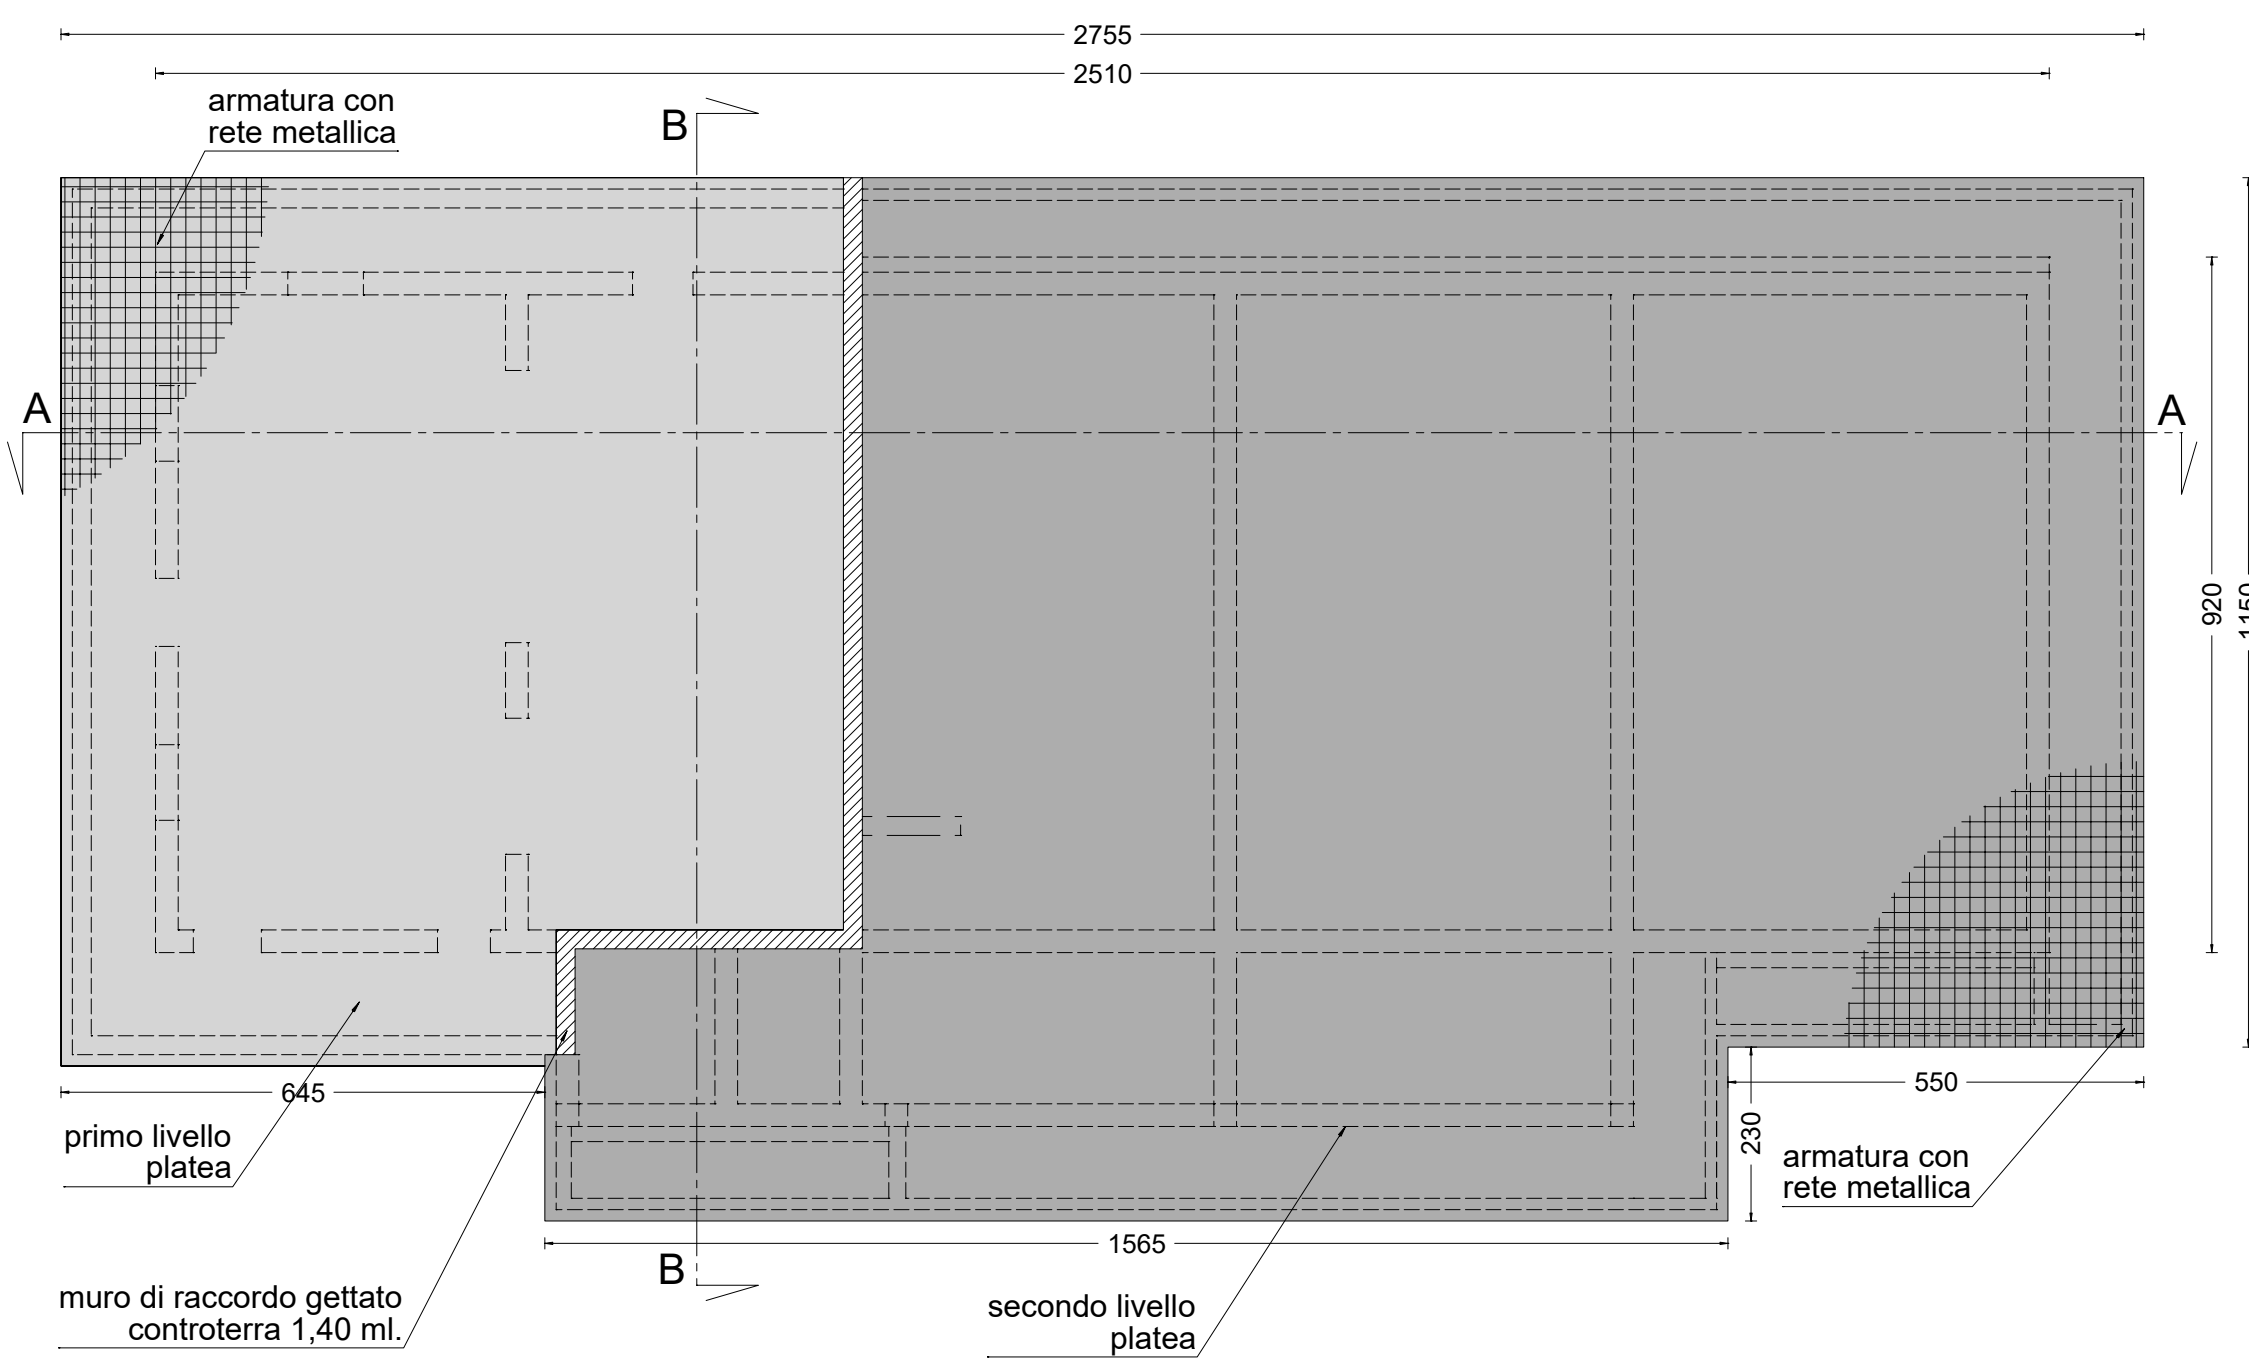 2755
2510
armatura con
rete metallica
B
A
A
920
1150
645
550
230
primo livello
platea
armatura con
rete metallica
1565
B
muro di raccordo gettato
controterra 1,40 ml.
secondo livello
platea